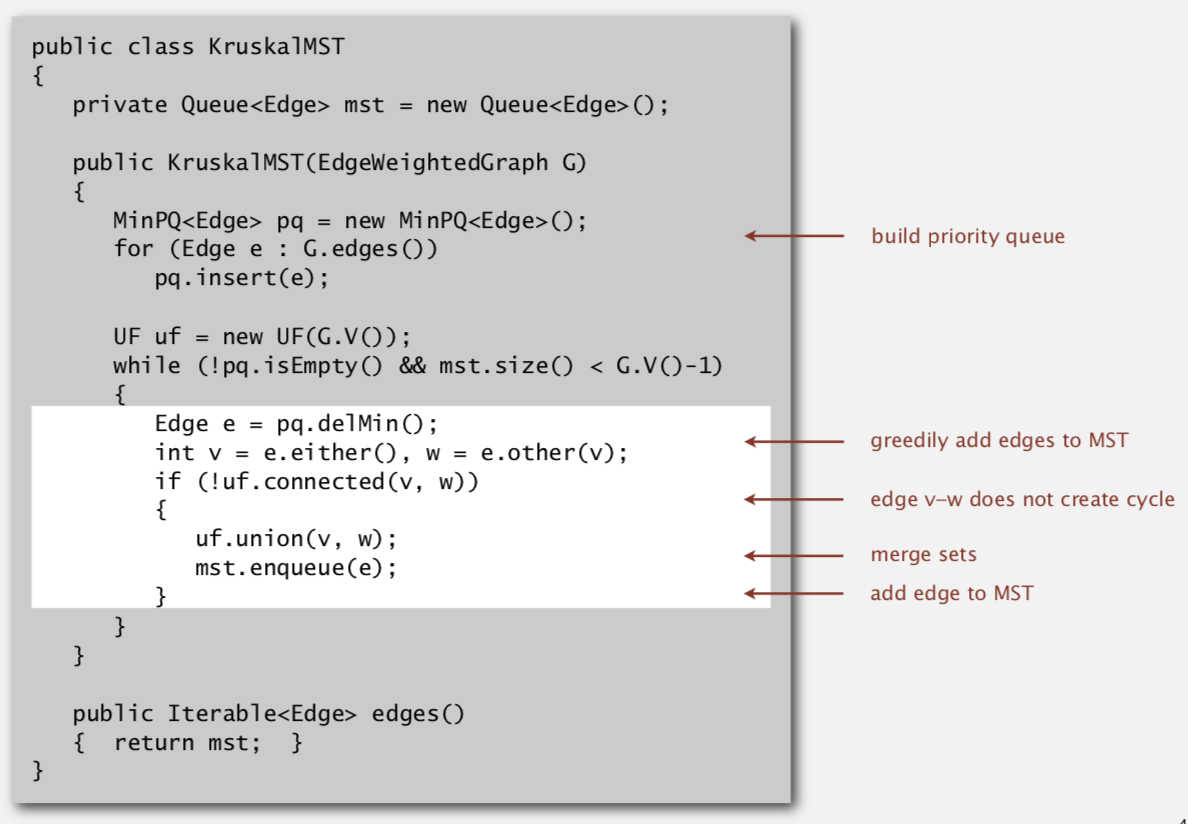 public class KruskalMST
{
private Queue<Edge> mst = new Queue<Edge>();
public KruskalMST(EdgeWeightedGraph G)
{
MinPQ<Edge> pq = new MinPQ<Edge>();
build priority queue
for (Edge e : G.edges())
pq.insert(e);
UF uf = new UF(G.V());
while (!pq.isEmpty() && mst.size() < G.V()-1)
{
Edge e = pq.delMin();
greedily add edges to MST
int v = e.either(), w = e.other(v);
if (!uf.connected(v, w))
edge v–w does not create cycle
{
uf.union(v, w);
merge sets
mst.enqueue(e);
}
add edge to MST
}
}
public Iterable<Edge> edges()
{ return mst; }
}